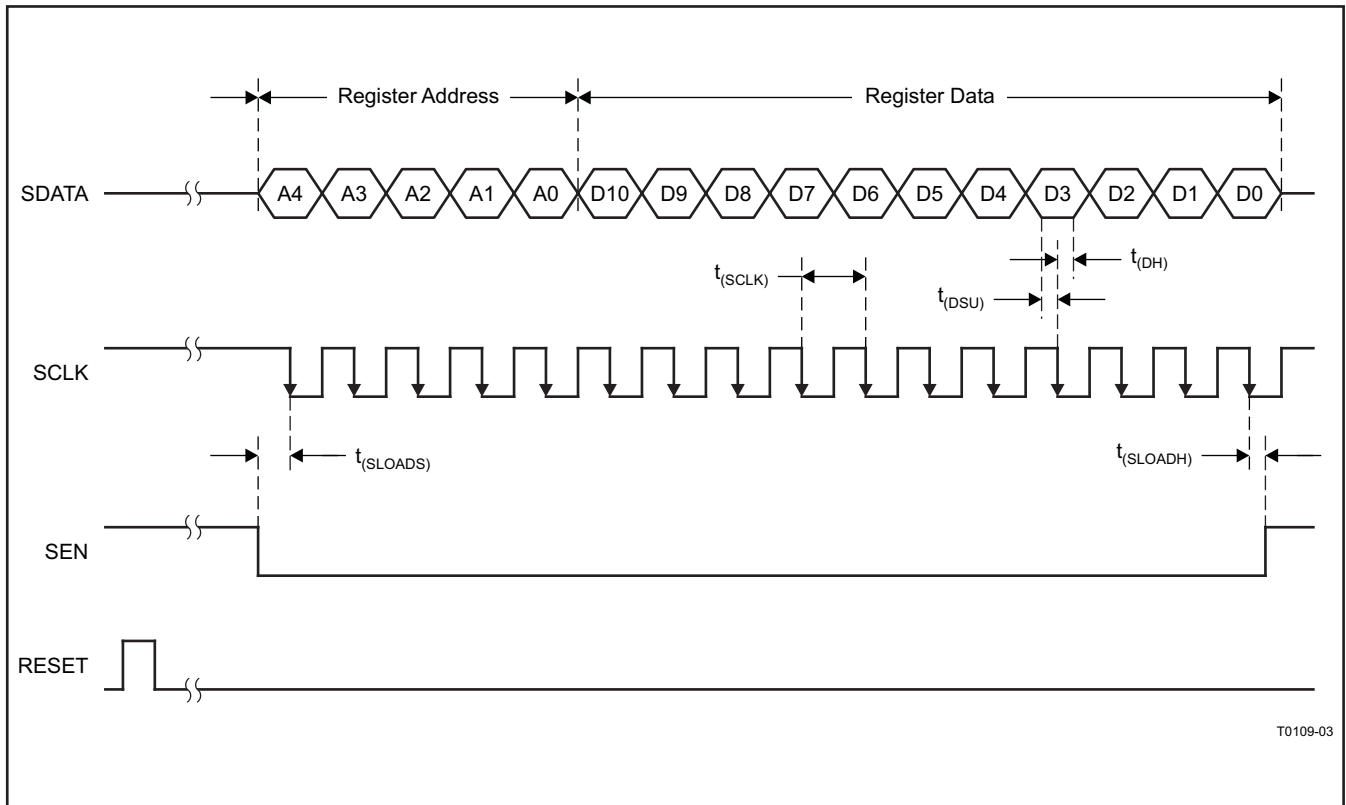 Register Address
Register Data
SDATA
A4 A3 A2 A1 A0 D10 D9 D8 D7 D6 D5 D4 D3 D2 D1 D0
t(DH)
t(SCLK)
t(DSU)
SCLK
t(SLOADS)
t(SLOADH)
SEN
RESET
T0109-03